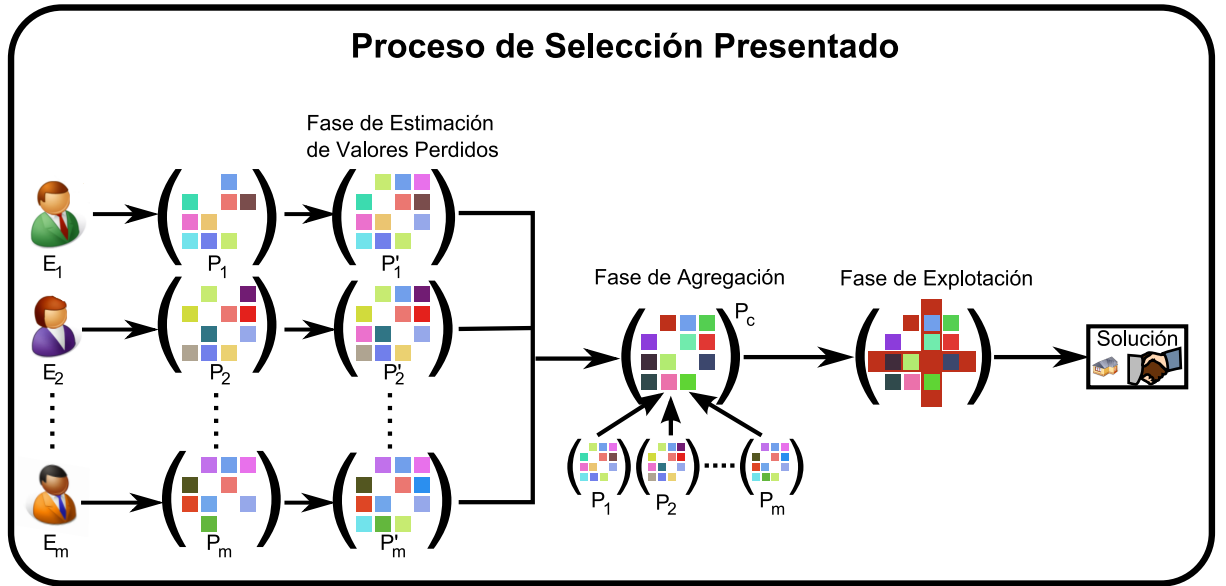 Proceso de Selección Presentado
Fase de Estimación
de Valores Perdidos
E1
P1
P'1
Fase de Agregación
Fase de Explotación
Pc
E2
P2
P'2
Solución
P1
P2
Pm
Em
Pm
P'm